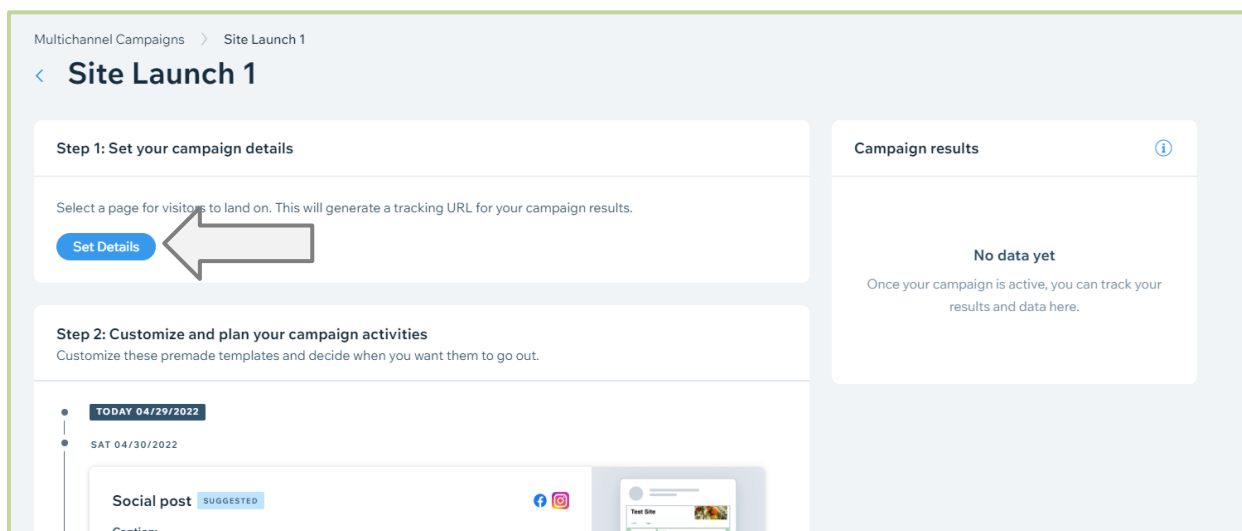 Multichannel Campaigns > Site Launch 1
< Site Launch 1
Step 1: Set your campaign details
Select a page for visitors to land on. This will generate a tracking URL for your campaign results.
Set Details
Campaign results
No data yet
Once your campaign is active, you can track your
results and data here.
Step 2: Customize and plan your campaign activities
Customize these premade templates and decide when you want them to go out.
TODAY 04/29/2022
SAT 04/30/2022
Social post SUGGESTED
Test Site